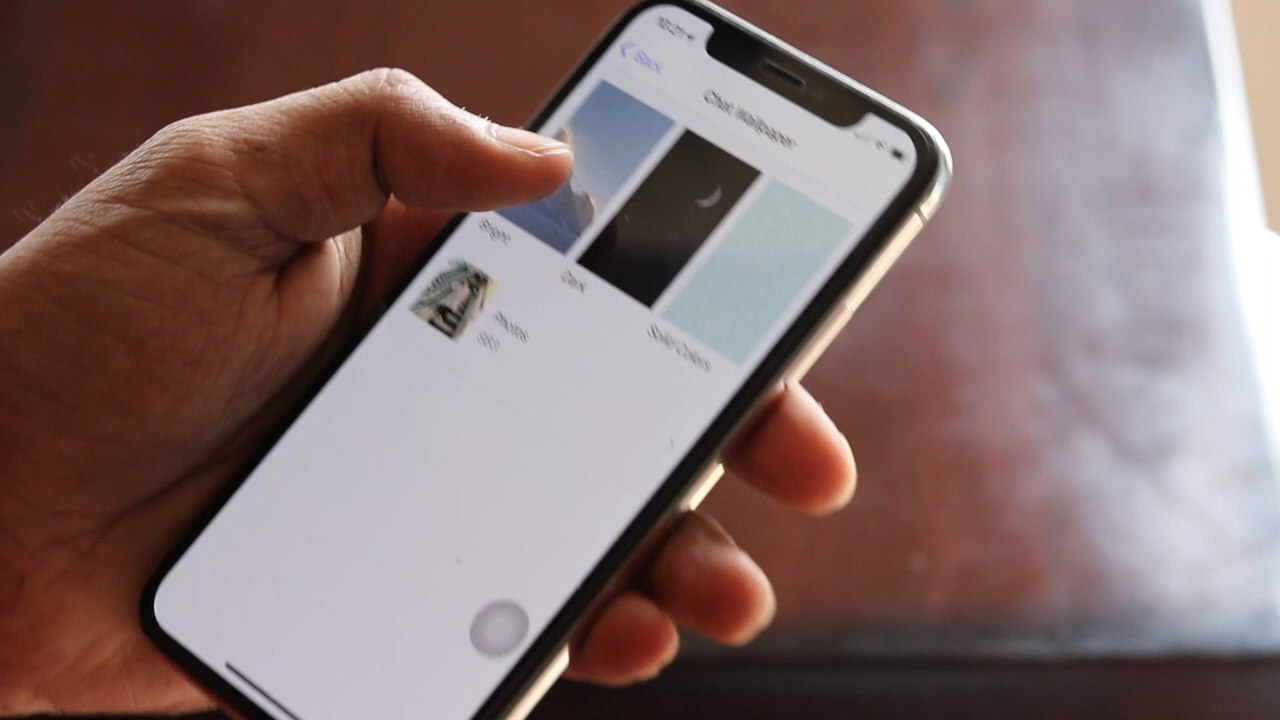 Back
Chat Wallpaper
Bright
Dark
Solid Colors
Photos